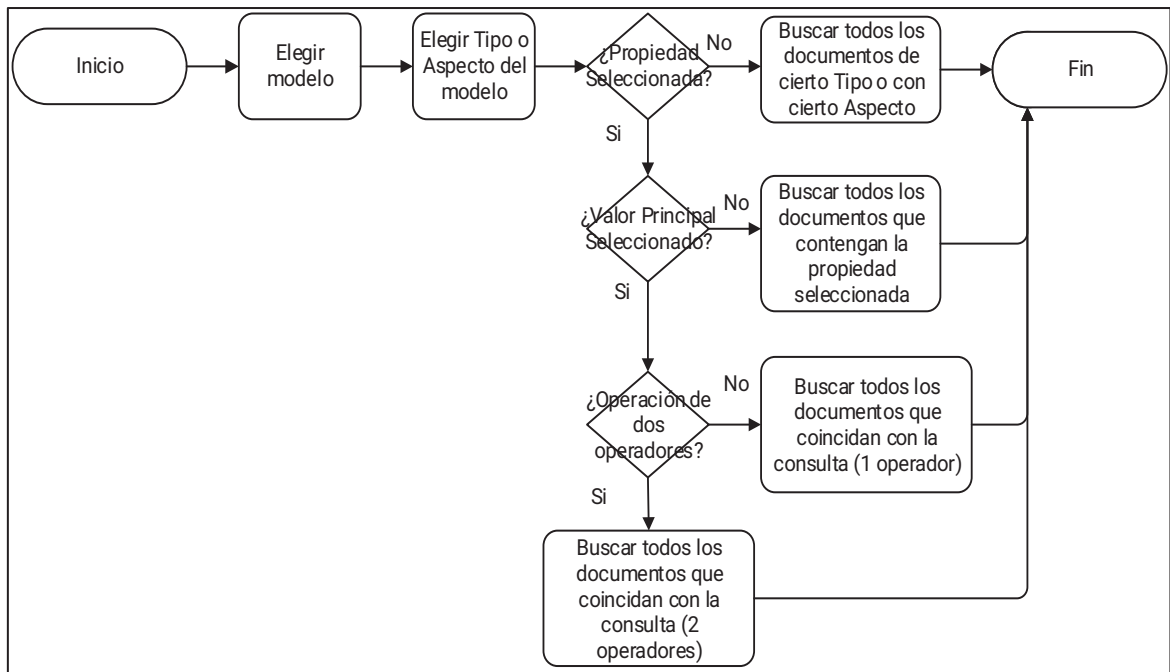 Inicio
Elegir
modelo
Elegir Tipo o
Aspecto del
modelo
¿Propiedad
Seleccionada?
No
Buscar todos los
documentos de
cierto Tipo o con
cierto Aspecto
Fin
Si
¿Valor Principal
Seleccionado?
No
Buscar todos los
documentos que
contengan la
propiedad
seleccionada
Si
¿Operación de
dos
operadores?
No
Buscar todos los
documentos que
coincidan con la
consulta (1 operador)
Si
Buscar todos los
documentos que
coincidan con la
consulta (2
operadores)